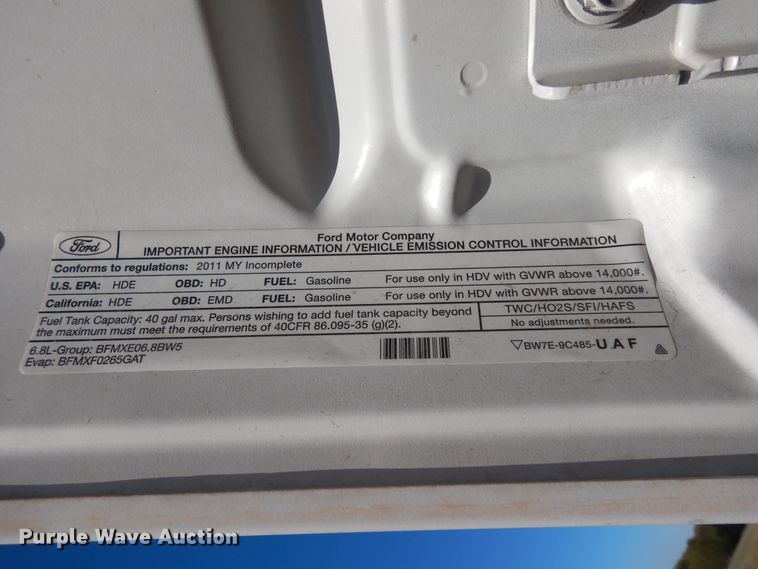 Ford
Ford Motor Company
IMPORTANT ENGINE INFORMATION / VEHICLE EMISSION CONTROL INFORMATION
Conforms to regulations: 2011 MY Incomplete
U.S. EPA: HDE OBD: HD FUEL: Gasoline For use only in HDV with GVWR above 14,000#.
California: HDE OBD: EMD FUEL: Gasoline For use only in HDV with GVWR above 14,000#.
Fuel Tank Capacity: 40 gal max. Persons wishing to add fuel tank capacity beyond
the maximum must meet the requirements of 40CFR 86.095-35 (g)(2).
TWC/HO2S/SFI/HAFS
No adjustments needed.
6.8L-Group: BFMXE06.8BW5
Evap: BFMXF0265GAT
BW7E-9C485-UAF
Purple Wave Auction